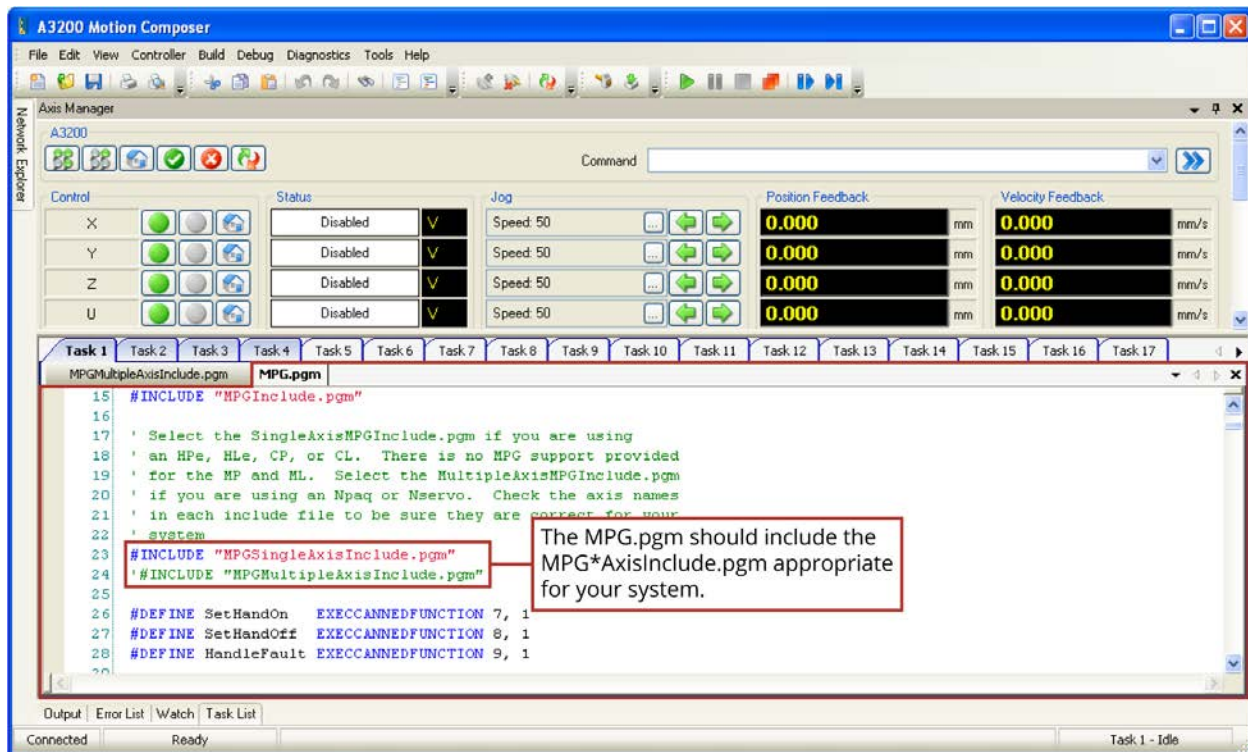 A3200 Motion Composer
File Edit View Controller Build Debug Diagnostics Tools Help
Network Explorer
Axis Manager
A3200
Command
Control Status Jog Position Feedback Velocity Feedback
X Disabled V Speed: 50 ... 0.000 mm 0.000 mm/s
Y Disabled V Speed: 50 ... 0.000 mm 0.000 mm/s
Z Disabled V Speed: 50 ... 0.000 mm 0.000 mm/s
U Disabled V Speed: 50 ... 0.000 mm 0.000 mm/s
Task 1 Task 2 Task 3 Task 4 Task 5 Task 6 Task 7 Task 8 Task 9 Task 10 Task 11 Task 12 Task 13 Task 14 Task 15 Task 16 Task 17
MPGMultipleAxisInclude.pgm MPG.pgm
15 #INCLUDE "MPGInclude.pgm"
16
17 ' Select the SingleAxisMPGInclude.pgm if you are using
18 ' an HPe, HLe, CP, or CL. There is no MPG support provided
19 ' for the MP and ML. Select the MultipleAxisMPGInclude.pgm
20 ' if you are using an Npaq or Nservo. Check the axis names
21 ' in each include file to be sure they are correct for your
22 ' system
23 #INCLUDE "MPGSingleAxisInclude.pgm"
24 '#INCLUDE "MPGMultipleAxisInclude.pgm"
25
26 #DEFINE SetHandOn EXECCANNEDFUNCTION 7, 1
27 #DEFINE SetHandOff EXECCANNEDFUNCTION 8, 1
28 #DEFINE HandleFault EXECCANNEDFUNCTION 9, 1
The MPG.pgm should include the
MPG*AxisInclude.pgm appropriate
for your system.
Output Error List Watch Task List
Connected Ready Task 1 - Idle